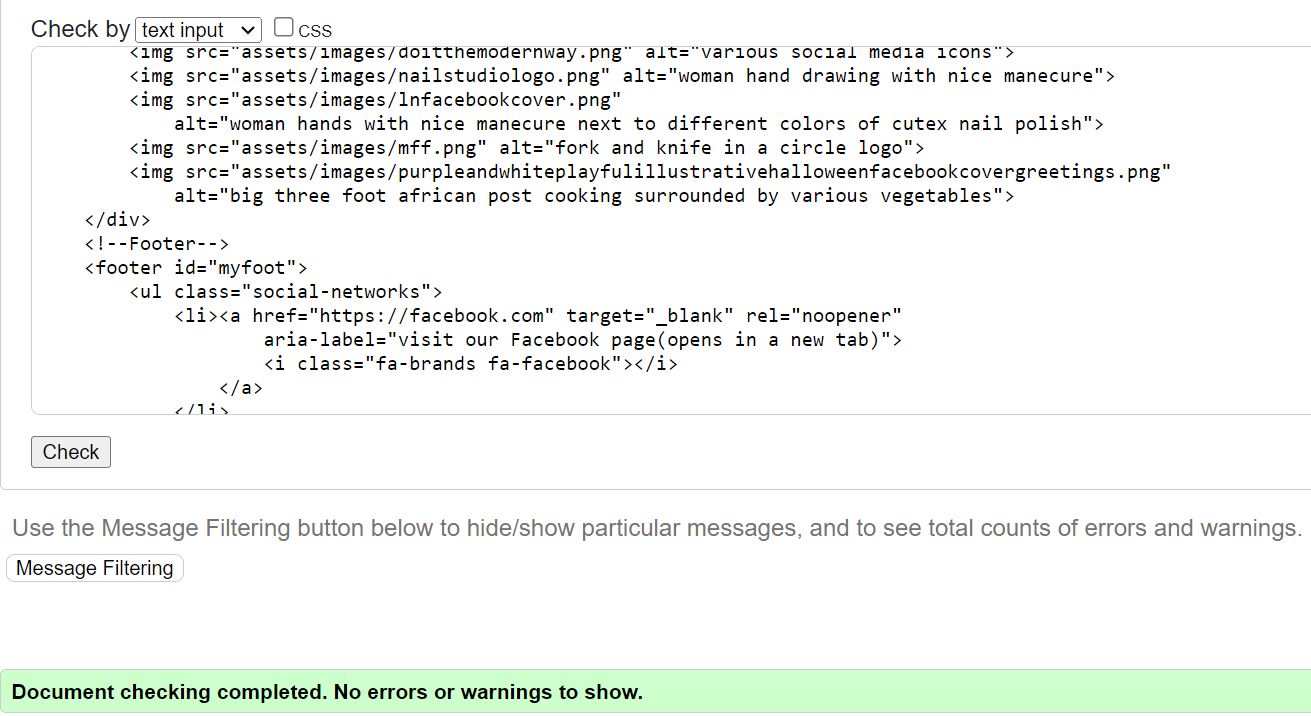 Check by text input CSS
<img src="assets/images/doitthemodernway.png" alt="various social media icons">
<img src="assets/images/nailstudiologo.png" alt="woman hand drawing with nice manecure">
<img src="assets/images/lnfacebookcover.png"
alt="woman hands with nice manecure next to different colors of cutex nail polish">
<img src="assets/images/mff.png" alt="fork and knife in a circle logo">
<img src="assets/images/purpleandwhiteplayfulillustrativehalloweenfacebookcovergreetings.png"
alt="big three foot african post cooking surrounded by various vegetables">
</div>
<!--Footer-->
<footer id="myfoot">
<ul class="social-networks">
<li><a href="https://facebook.com" target="_blank" rel="noopener"
aria-label="visit our Facebook page(opens in a new tab)">
<i class="fa-brands fa-facebook"></i>
</a>
</li>
Check
Use the Message Filtering button below to hide/show particular messages, and to see total counts of errors and warnings.
Message Filtering
Document checking completed. No errors or warnings to show.